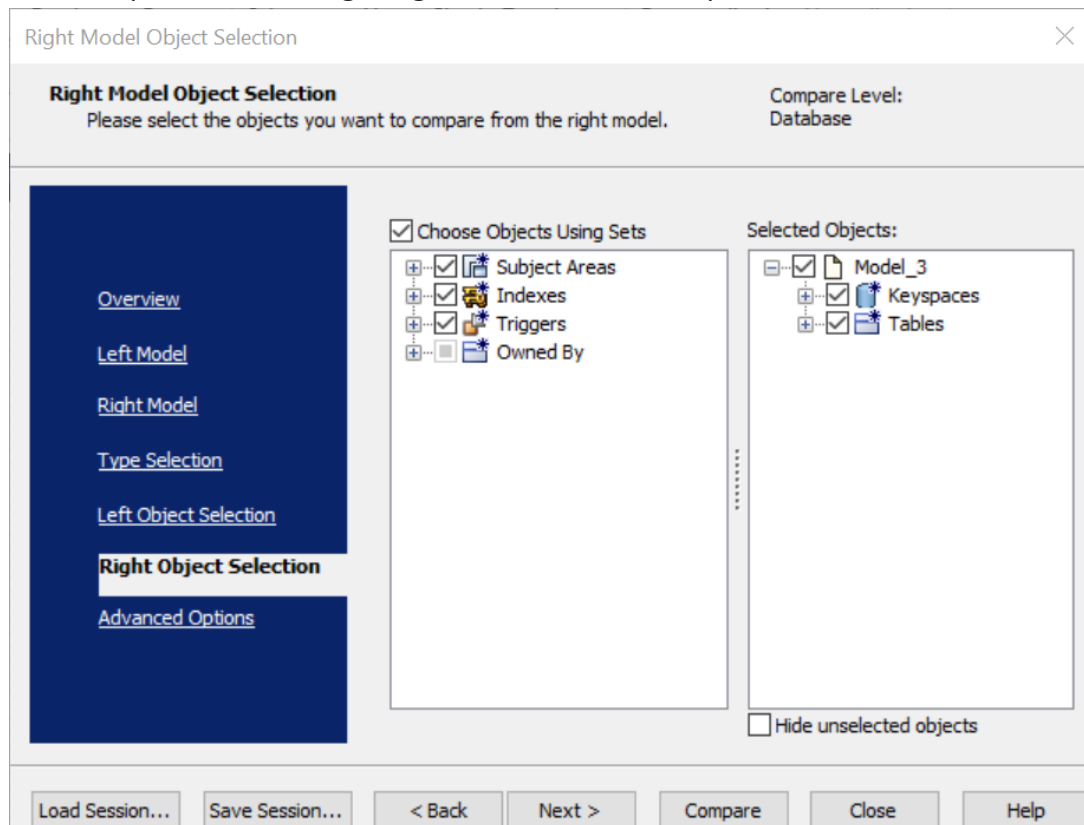 Right Model Object Selection
Right Model Object Selection
Please select the objects you want to compare from the right model.
Compare Level:
Database
Overview
Left Model
Right Model
Type Selection
Left Object Selection
Right Object Selection
Advanced Options
Choose Objects Using Sets
Subject Areas
Indexes
Triggers
Owned By
Selected Objects:
Model_3
Keyspaces
Tables
Hide unselected objects
Load Session...
Save Session...
< Back
Next >
Compare
Close
Help